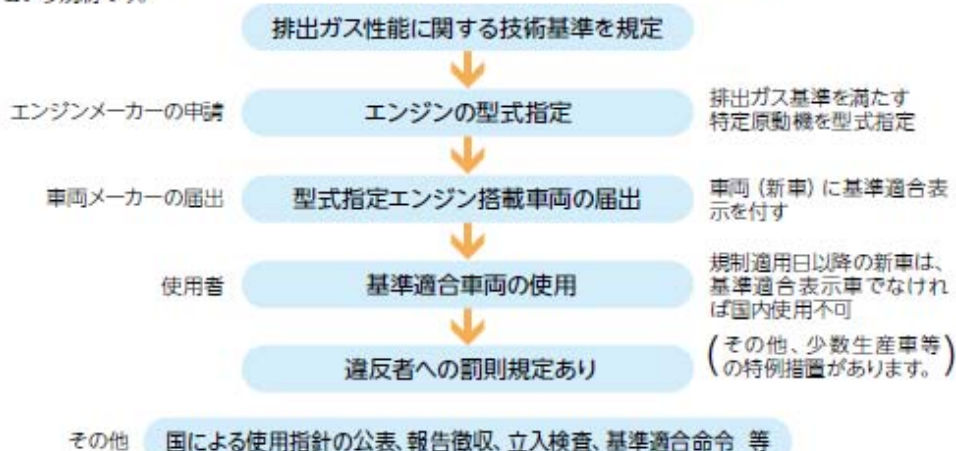 排出ガス性能に関する技術基準を規定
エンジンメーカーの申請
エンジンの型式指定
排出ガス基準を満たす
特定原動機を型式指定
車両メーカーの届出
型式指定エンジン搭載車両の届出
車両（新車）に基準適合表
示を付す
使用者
基準適合車両の使用
規制適用日以降の新車は、
基準適合表示車でなけれ
ば国内使用不可
違反者への罰則規定あり
（その他、少数生産車等
の特例措置があります。）
その他
国による使用指針の公表、報告徴収、立入検査、基準適合命令 等